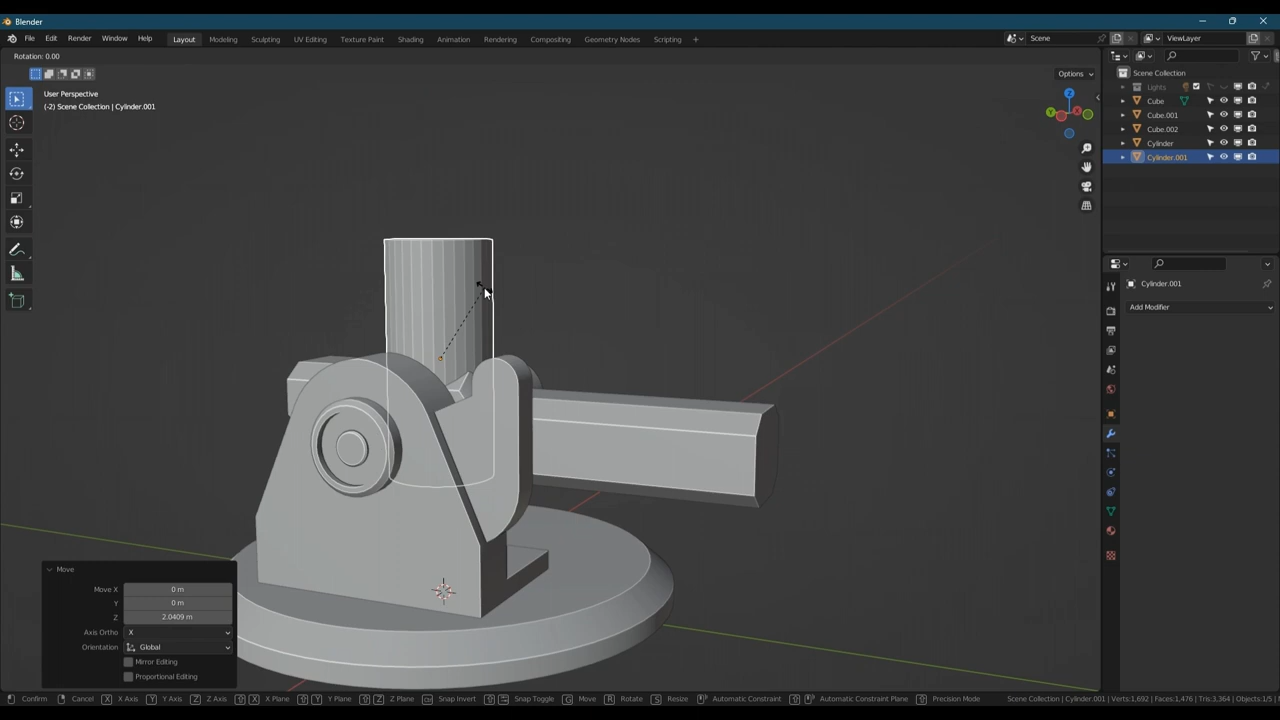 Blender
File Edit Render Window Help Layout Modeling Sculpting UV Editing Texture Paint Shading Animation Rendering Compositing Geometry Nodes Scripting + Scene ViewLayer
Rotation: 0.00
Options
User Perspective
(-2) Scene Collection | Cylinder.001
Scene Collection
Lights
Cube
Cube.001
Cube.002
Cylinder
Cylinder.001
Z
Y
X
Cylinder.001
Add Modifier
Move
Move X 0 m
Y 0 m
Z 2.0409 m
Axis Ortho X
Orientation Global
Mirror Editing
Proportional Editing
Confirm Cancel X X Axis Y Y Axis Z Z Axis X X Plane Y Y Plane Z Z Plane Snap Invert Snap Toggle G Move R Rotate S Resize Automatic Constraint Automatic Constraint Plane Precision Mode Scene Collection | Cylinder.001 | Verts:1,692 | Faces:1,476 | Tris:3,364 | Objects:1/5